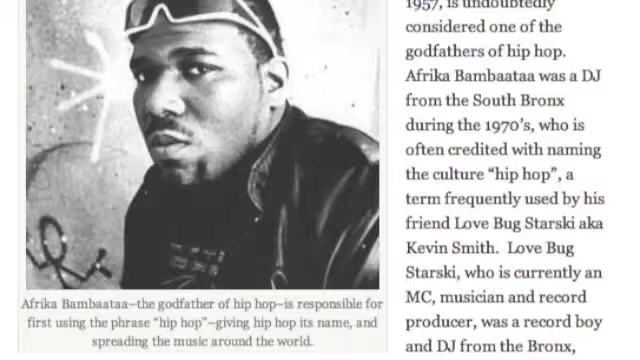 1957, is undoubtedly
considered one of the
godfathers of hip hop.
Afrika Bambaataa was a DJ
from the South Bronx
during the 1970's, who is
often credited with naming
the culture "hip hop", a
term frequently used by his
friend Love Bug Starski aka
Kevin Smith. Love Bug
Starski, who is currently an
MC, musician and record
producer, was a record boy
and DJ from the Bronx,
Afrika Bambaataa—the godfather of hip hop—is responsible for
first using the phrase "hip hop"—giving hip hop its name, and
spreading the music around the world.